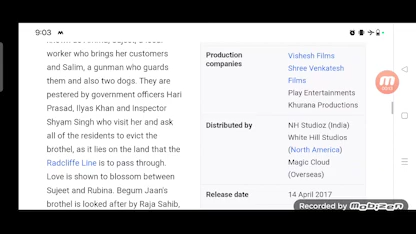 9:03
worker who brings her customers
and Salim, a gunman who guards
them and also two dogs. They are
pestered by government officers Hari
Prasad, Ilyas Khan and Inspector
Shyam Singh who visit her and ask
all of the residents to evict the
brothel, as it lies on the land that the
Radcliffe Line is to pass through.
Love is shown to blossom between
Sujeet and Rubina. Begum Jaan's
brothel is looked after by Raja Sahib,
Production companies
Vishesh Films
Shree Venkatesh
Films
Play Entertainments
Khurana Productions
Distributed by
NH Studioz (India)
White Hill Studios
(North America)
Magic Cloud
(Overseas)
Release date
14 April 2017
Recorded by Mobizen